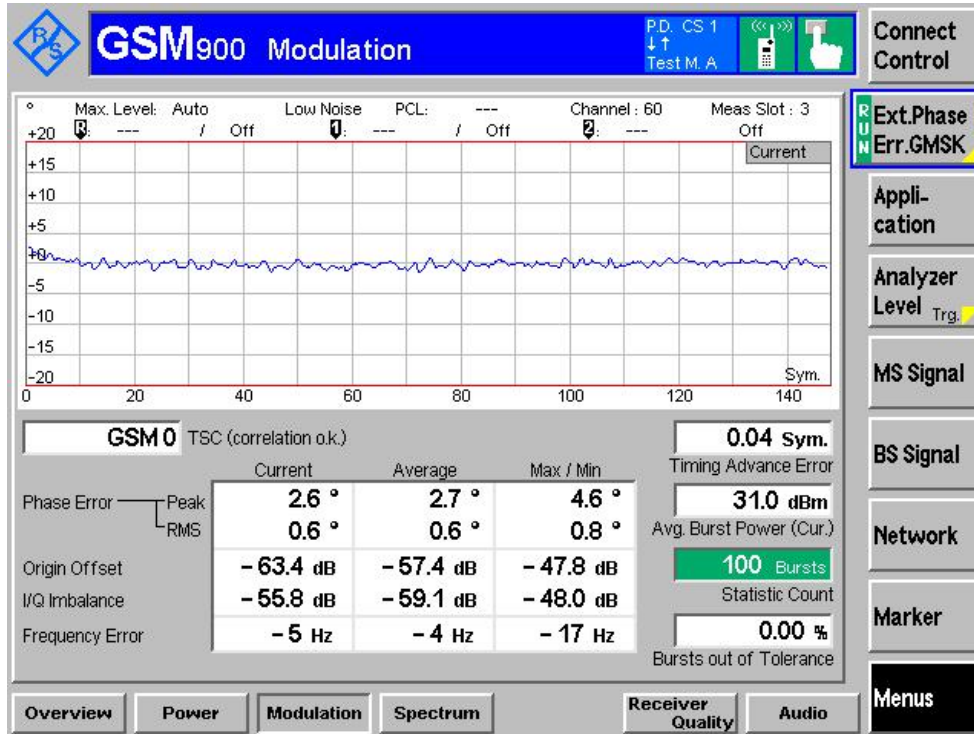 R&S
GSM900 Modulation
P.D. CS 1
↓↑
Test M. A
Connect
Control
° Max. Level: Auto Low Noise PCL: --- Channel : 60 Meas Slot : 3
R: --- / Off 1: --- / Off 2: --- Off
Current
+20
+15
+10
+5
+0
-5
-10
-15
-20
Sym.
0 20 40 60 80 100 120 140
RUN
Ext.Phase
Err.GMSK
Appli-
cation
Analyzer
Level Trg.
MS Signal
BS Signal
Network
Marker
Menus
GSM 0 TSC (correlation o.k.)
Current Average Max / Min
Phase Error Peak 2.6 ° 2.7 ° 4.6 °
RMS 0.6 ° 0.6 ° 0.8 °
Origin Offset – 63.4 dB – 57.4 dB – 47.8 dB
I/Q Imbalance – 55.8 dB – 59.1 dB – 48.0 dB
Frequency Error – 5 Hz – 4 Hz – 17 Hz
0.04 Sym.
Timing Advance Error
31.0 dBm
Avg. Burst Power (Cur.)
100 Bursts
Statistic Count
0.00 %
Bursts out of Tolerance
Overview Power Modulation Spectrum Receiver Quality Audio